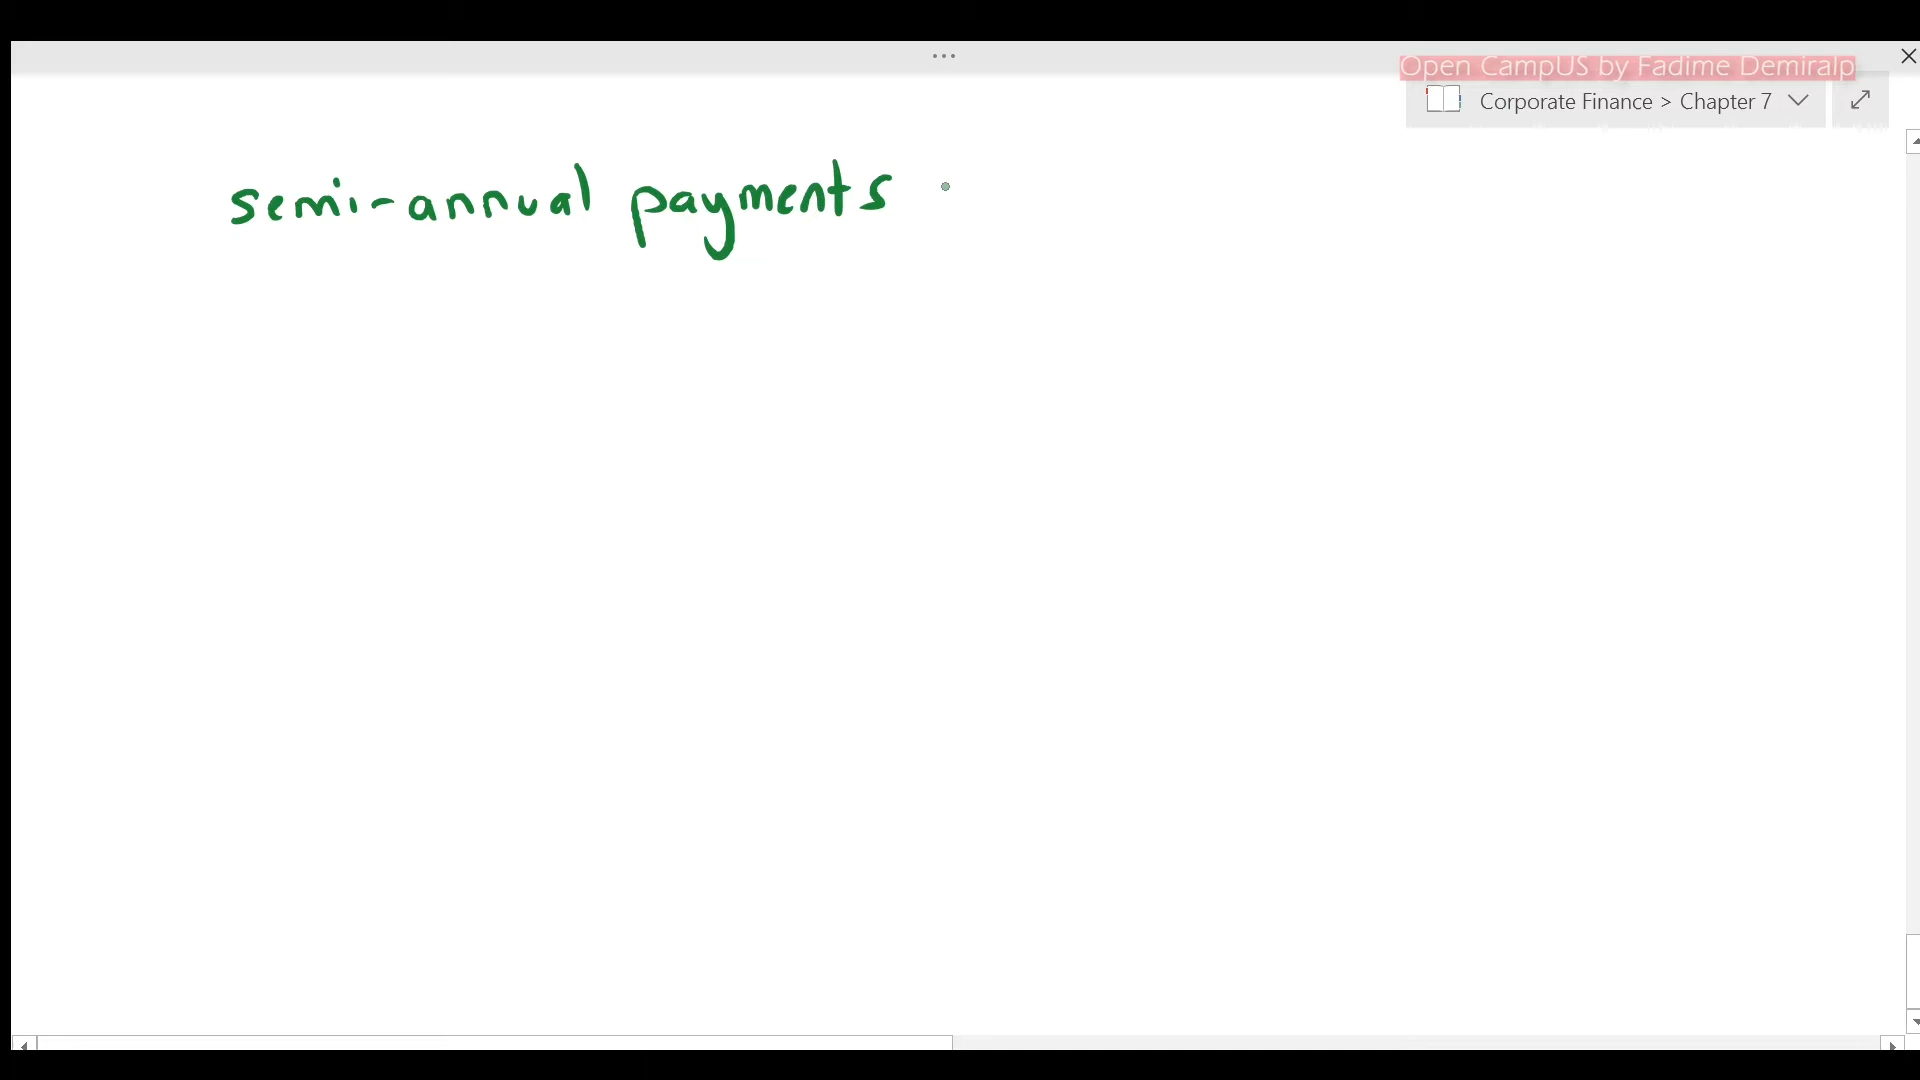 Open CampUS by Fadime Demiralp
Corporate Finance > Chapter 7
semi-annual payments